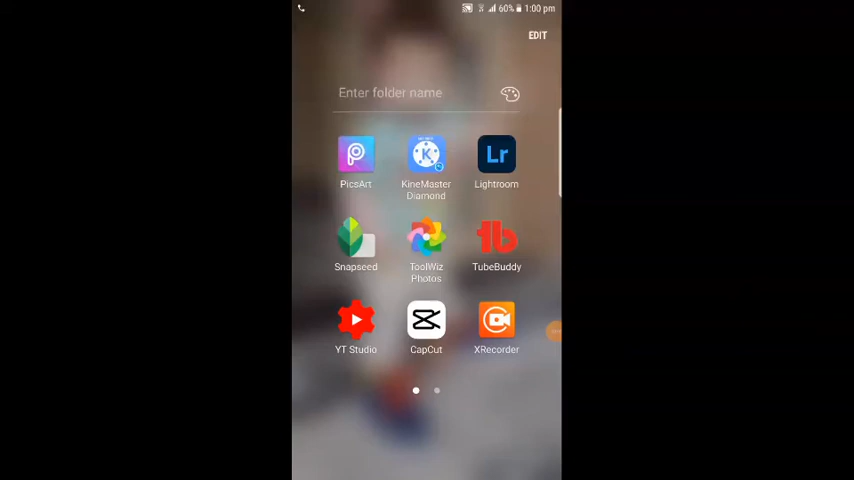 60% 1:00 pm
EDIT
Enter folder name
K
Lr
PicsArt
KineMaster
Diamond
Lightroom
Snapseed
ToolWiz
Photos
TubeBuddy
YT Studio
CapCut
XRecorder